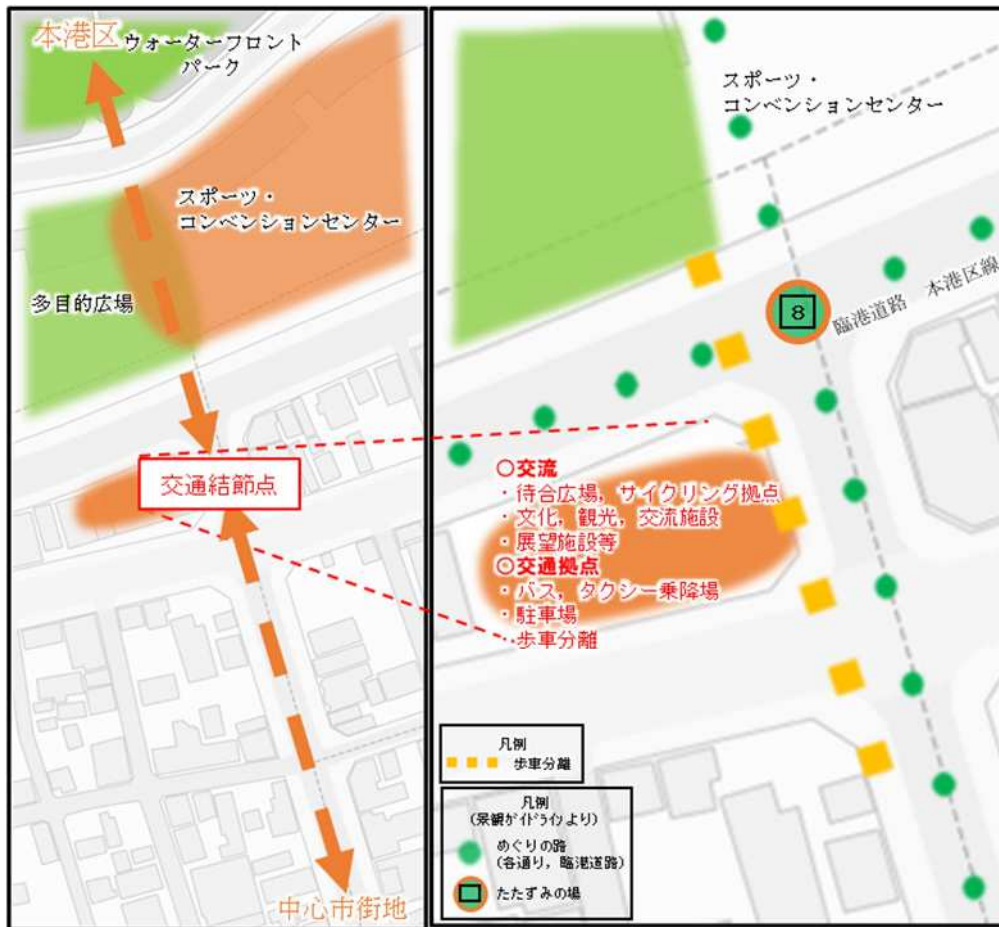 本港区
ウォーターフロント
パーク
スポーツ・
コンベンションセンター
多目的広場
交通結節点
中心市街地
スポーツ・
コンベンションセンター
8
臨港道路 本港区線
○交流
・待合広場，サイクリング拠点
・文化，観光，交流施設
・展望施設等
○交通拠点
・バス，タクシー乗降場
・駐車場
・歩車分離
凡例
歩車分離
凡例
(景観ガイドラインより)
めぐりの路
(各通り，臨港道路)
たたずみの場